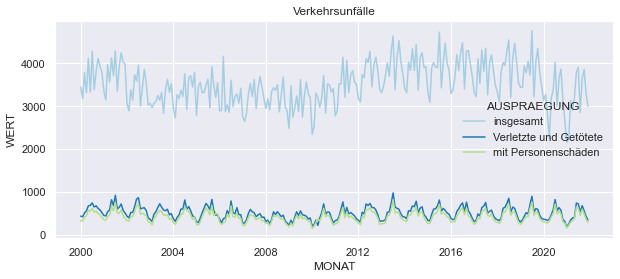 Verkehrsunfälle
WERT
4000
3000
2000
1000
0
AUSPRAEGUNG
insgesamt
Verletzte und Getötete
mit Personenschäden
2000 2004 2008 2012 2016 2020
MONAT